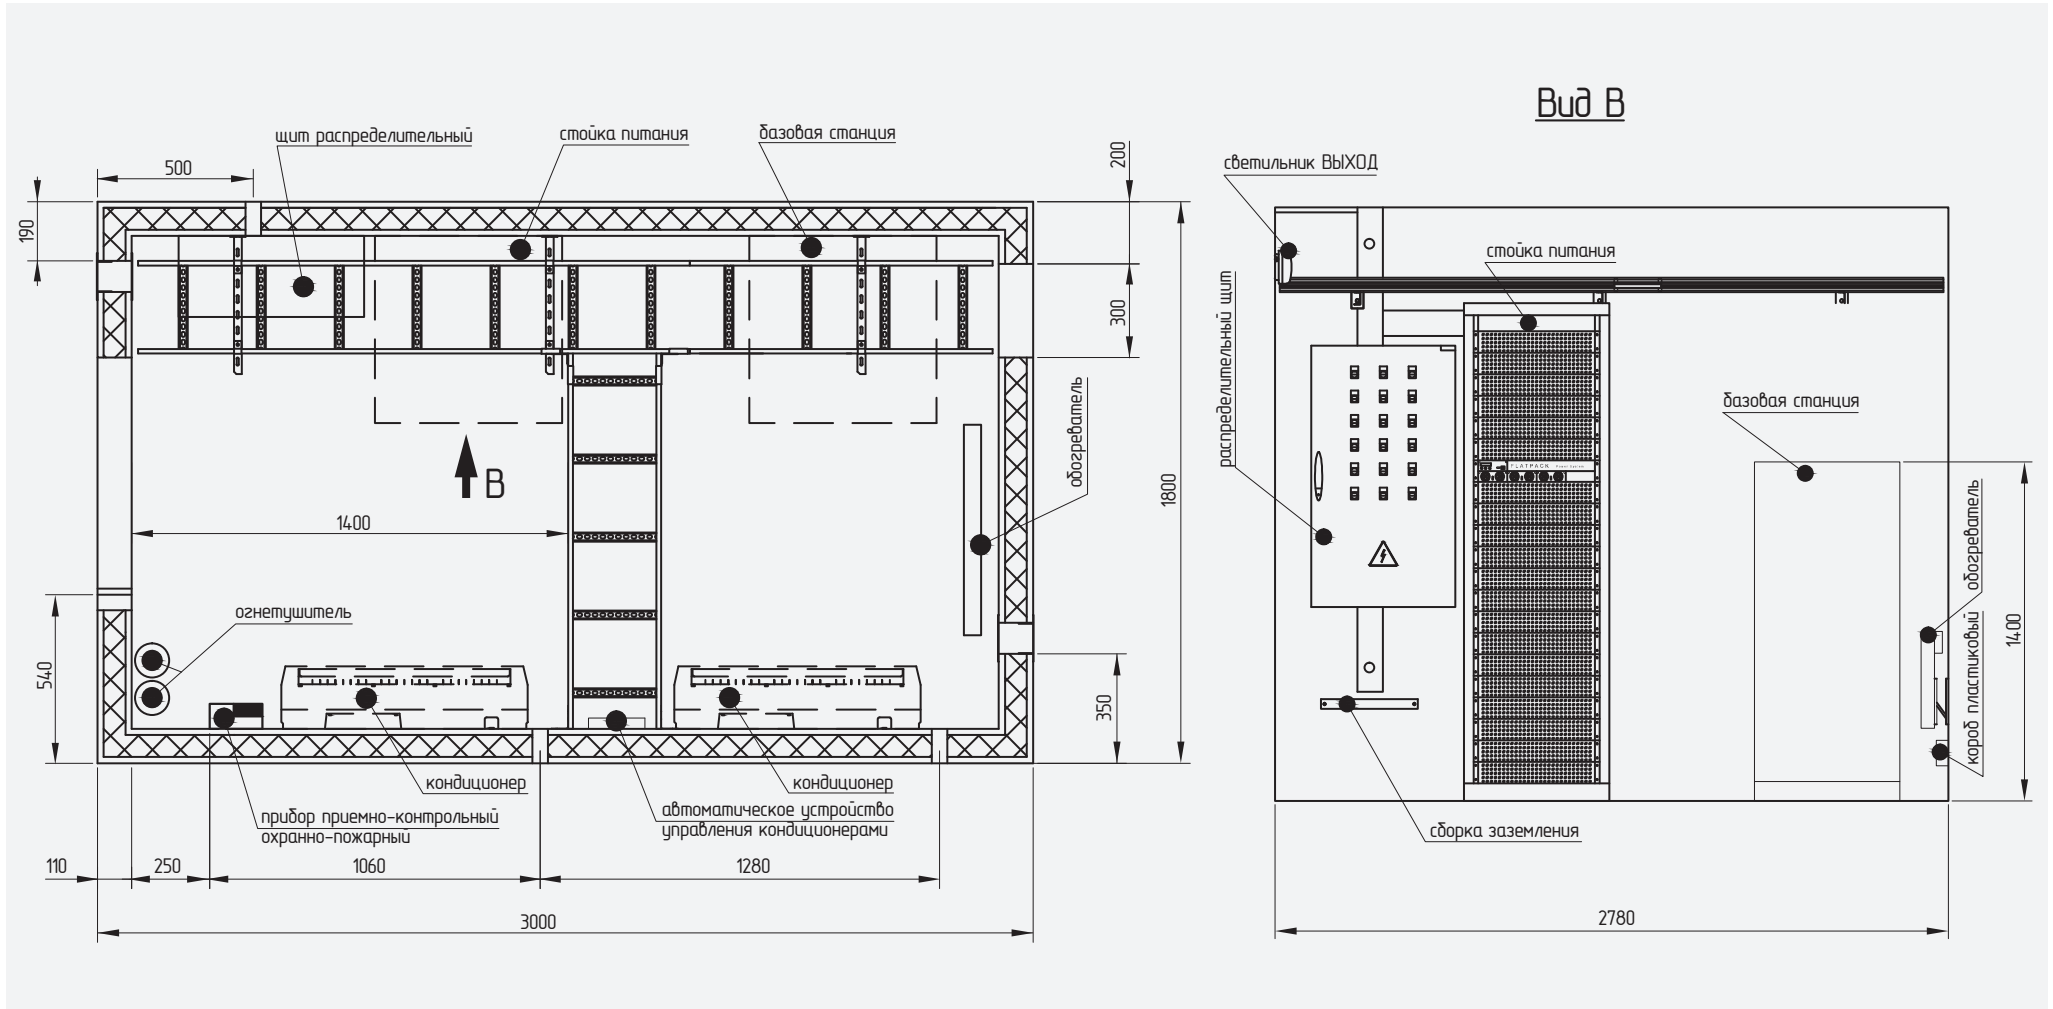 Вид В
щит распределительный
стойка питания
базовая станция
500
200
190
300
1800
обогреватель
В
1400
огнетушитель
540
350
кондиционер
кондиционер
прибор приемно-контрольный
охранно-пожарный
автоматическое устройство
управления кондиционерами
110
250
1060
1280
3000
светильник ВЫХОД
стойка питания
распределительный щит
базовая станция
FLATPACK Power System
обогреватель
короб пластиковый
1400
сборка заземления
2780